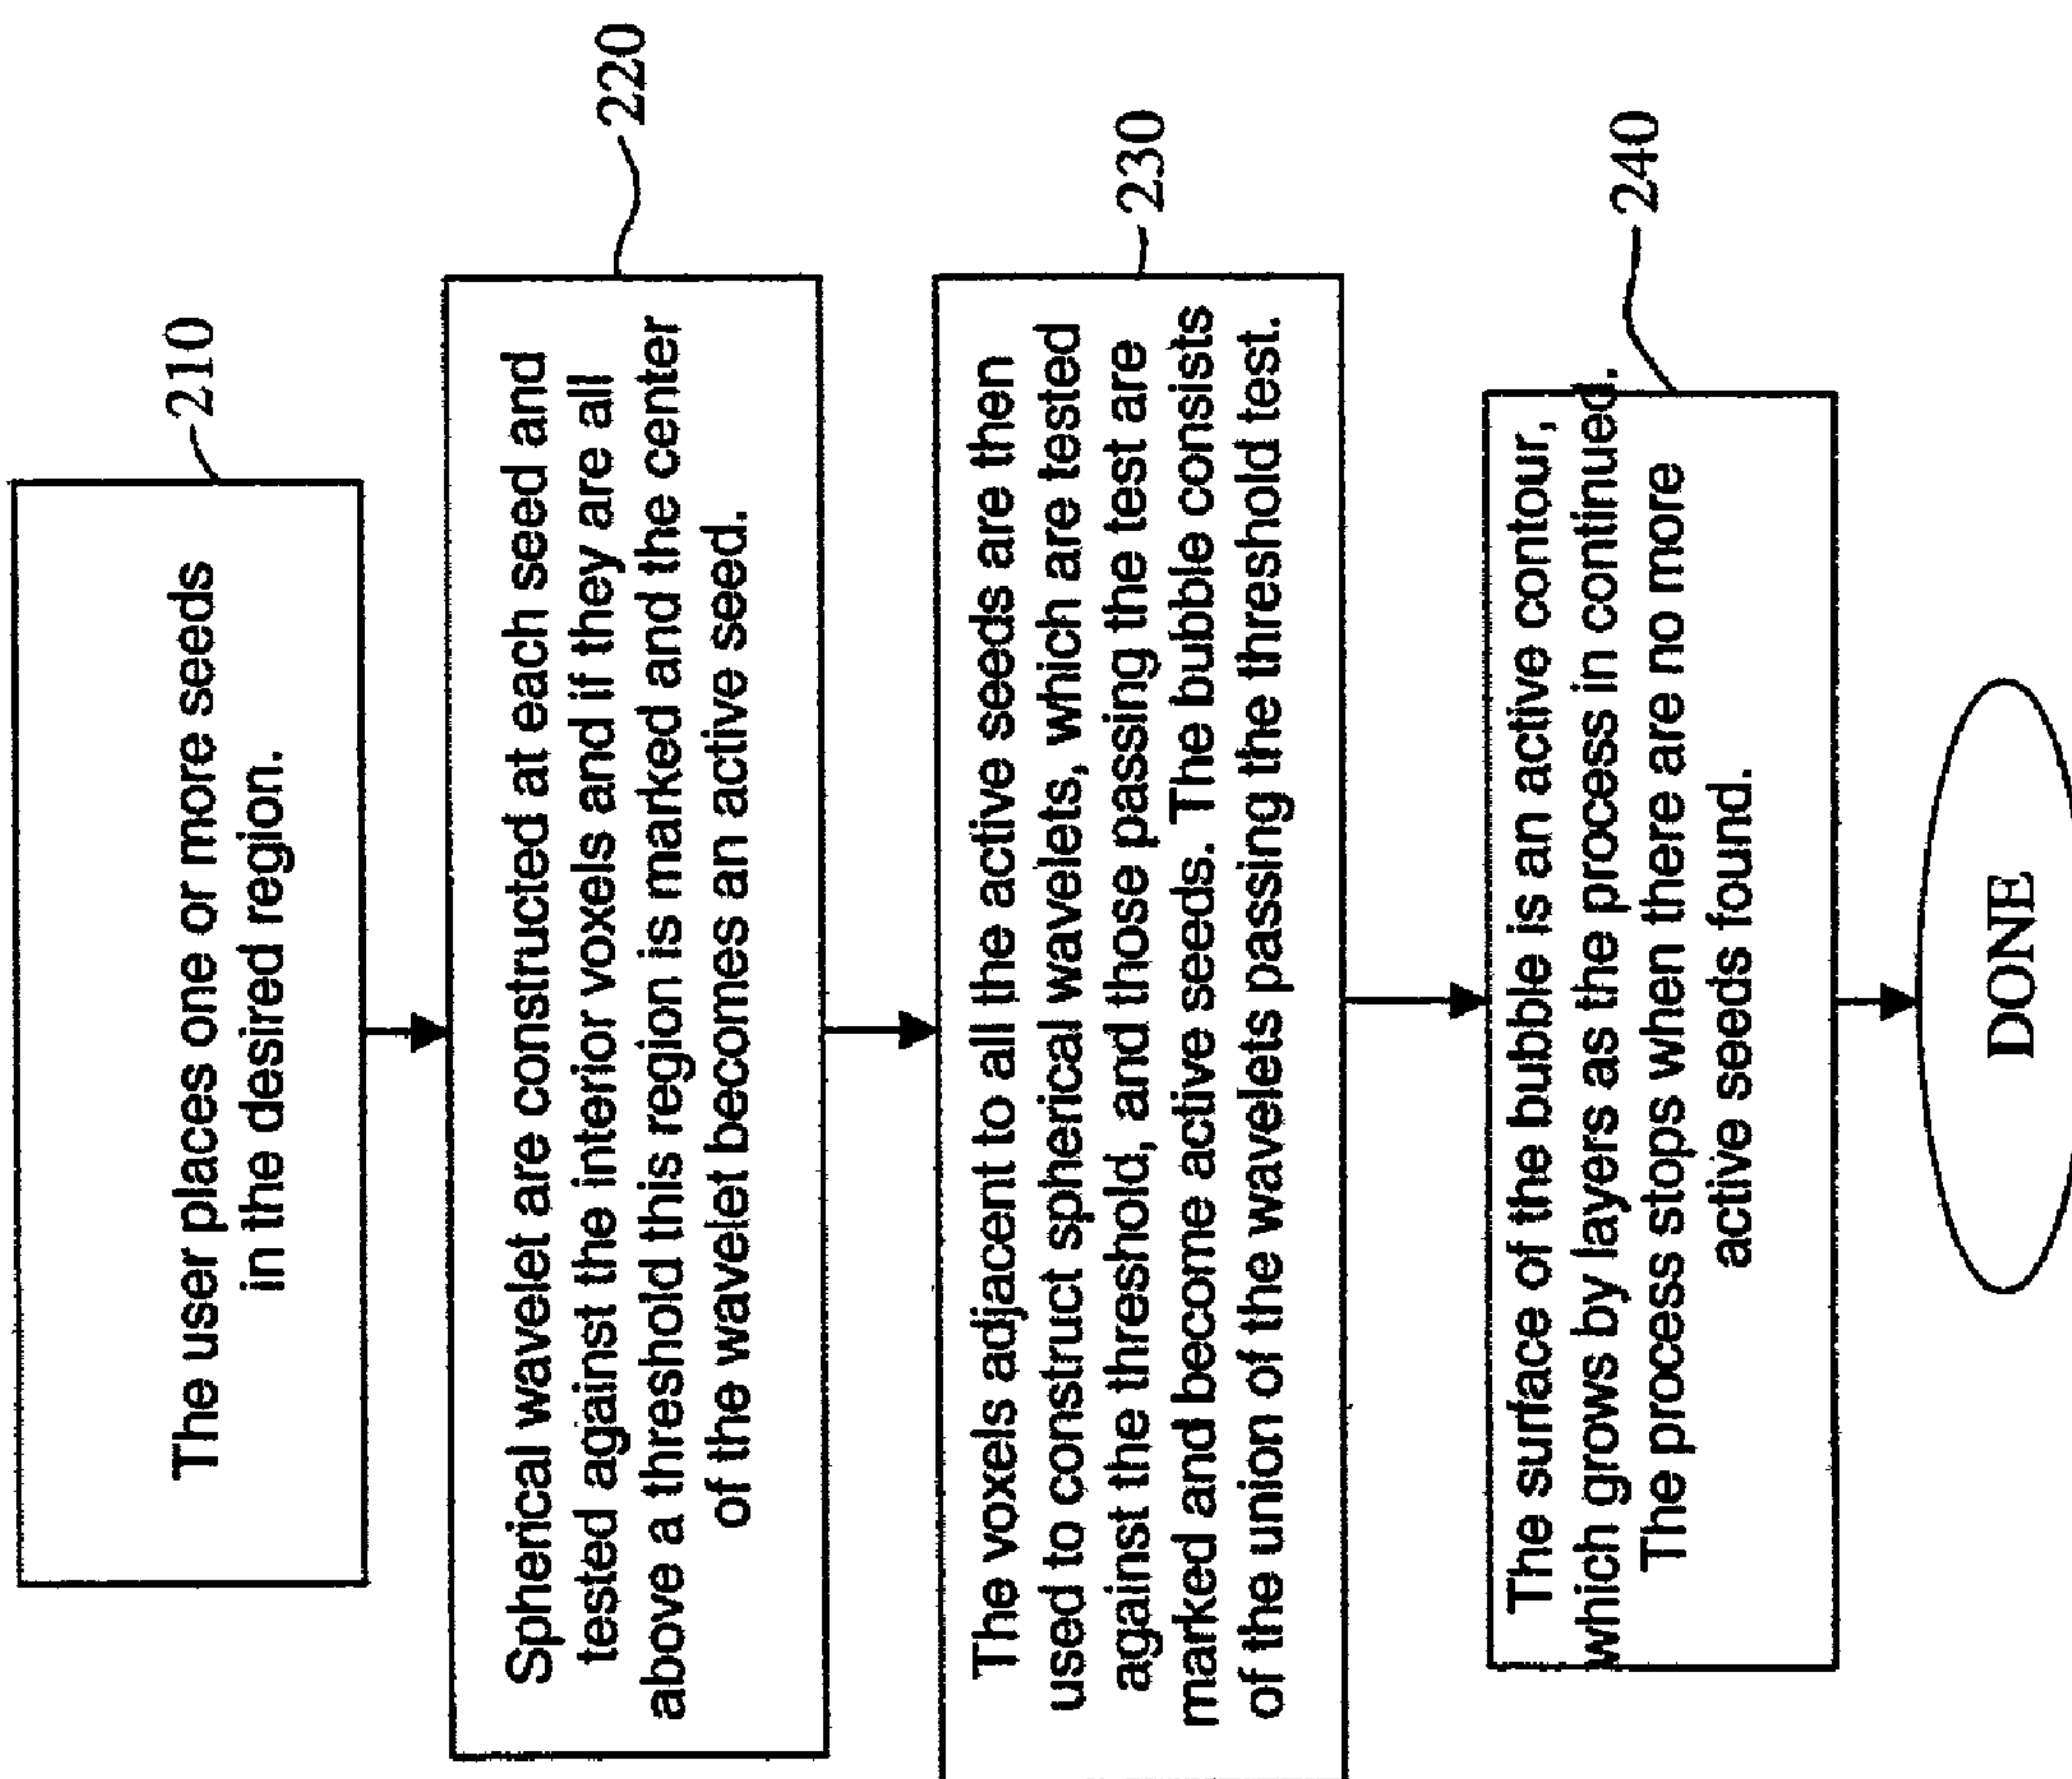 210
The user places one or more seeds
in the desired region.
220
Spherical wavelet are constructed at each seed and
tested against the interior voxels and if they are all
above a threshold this region is marked and the center
of the wavelet becomes an active seed.
230
The voxels adjacent to all the active seeds are then
used to construct spherical wavelets, which are tested
against the threshold, and those passing the test are
marked and become active seeds. The bubble consists
of the union of the wavelets passing the threshold test.
240
The surface of the bubble is an active contour,
which grows by layers as the process in continued.
The process stops when there are no more
active seeds found.
DONE